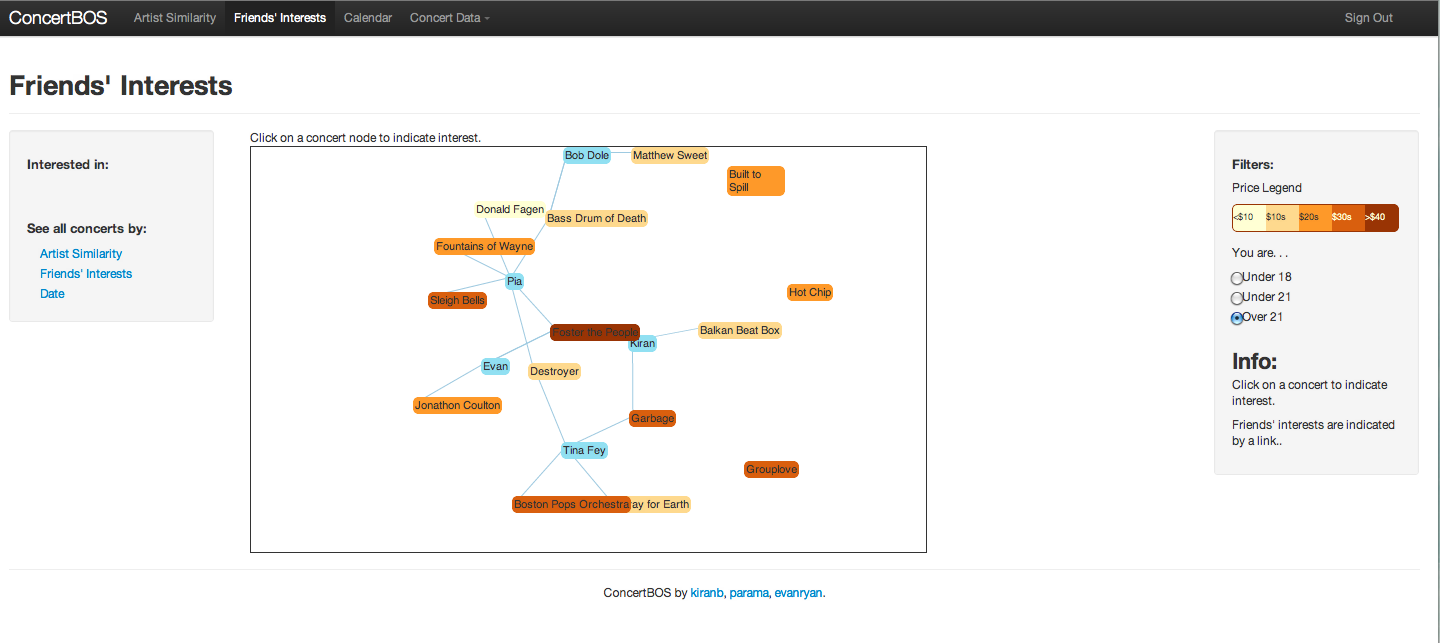 ConcertBOS
Artist Similarity
Friends' Interests
Calendar
Concert Data
Sign Out
Friends' Interests
Interested in:
See all concerts by:
Artist Similarity
Friends' Interests
Date
Click on a concert node to indicate interest.
Bob Dole
Matthew Sweet
Built to
Spill
Donald Fagen
Bass Drum of Death
Fountains of Wayne
Pia
Sleigh Bells
Hot Chip
Foster the People
Kiran
Balkan Beat Box
Evan
Destroyer
Jonathon Coulton
Garbage
Tina Fey
Grouplove
Boston Pops Orchestra
ay for Earth
Filters:
Price Legend
<$10 $10s $20s $30s >$40
You are. . .
Under 18
Under 21
Over 21
Info:
Click on a concert to indicate
interest.
Friends' interests are indicated
by a link..
ConcertBOS by kiranb, parama, evanryan.